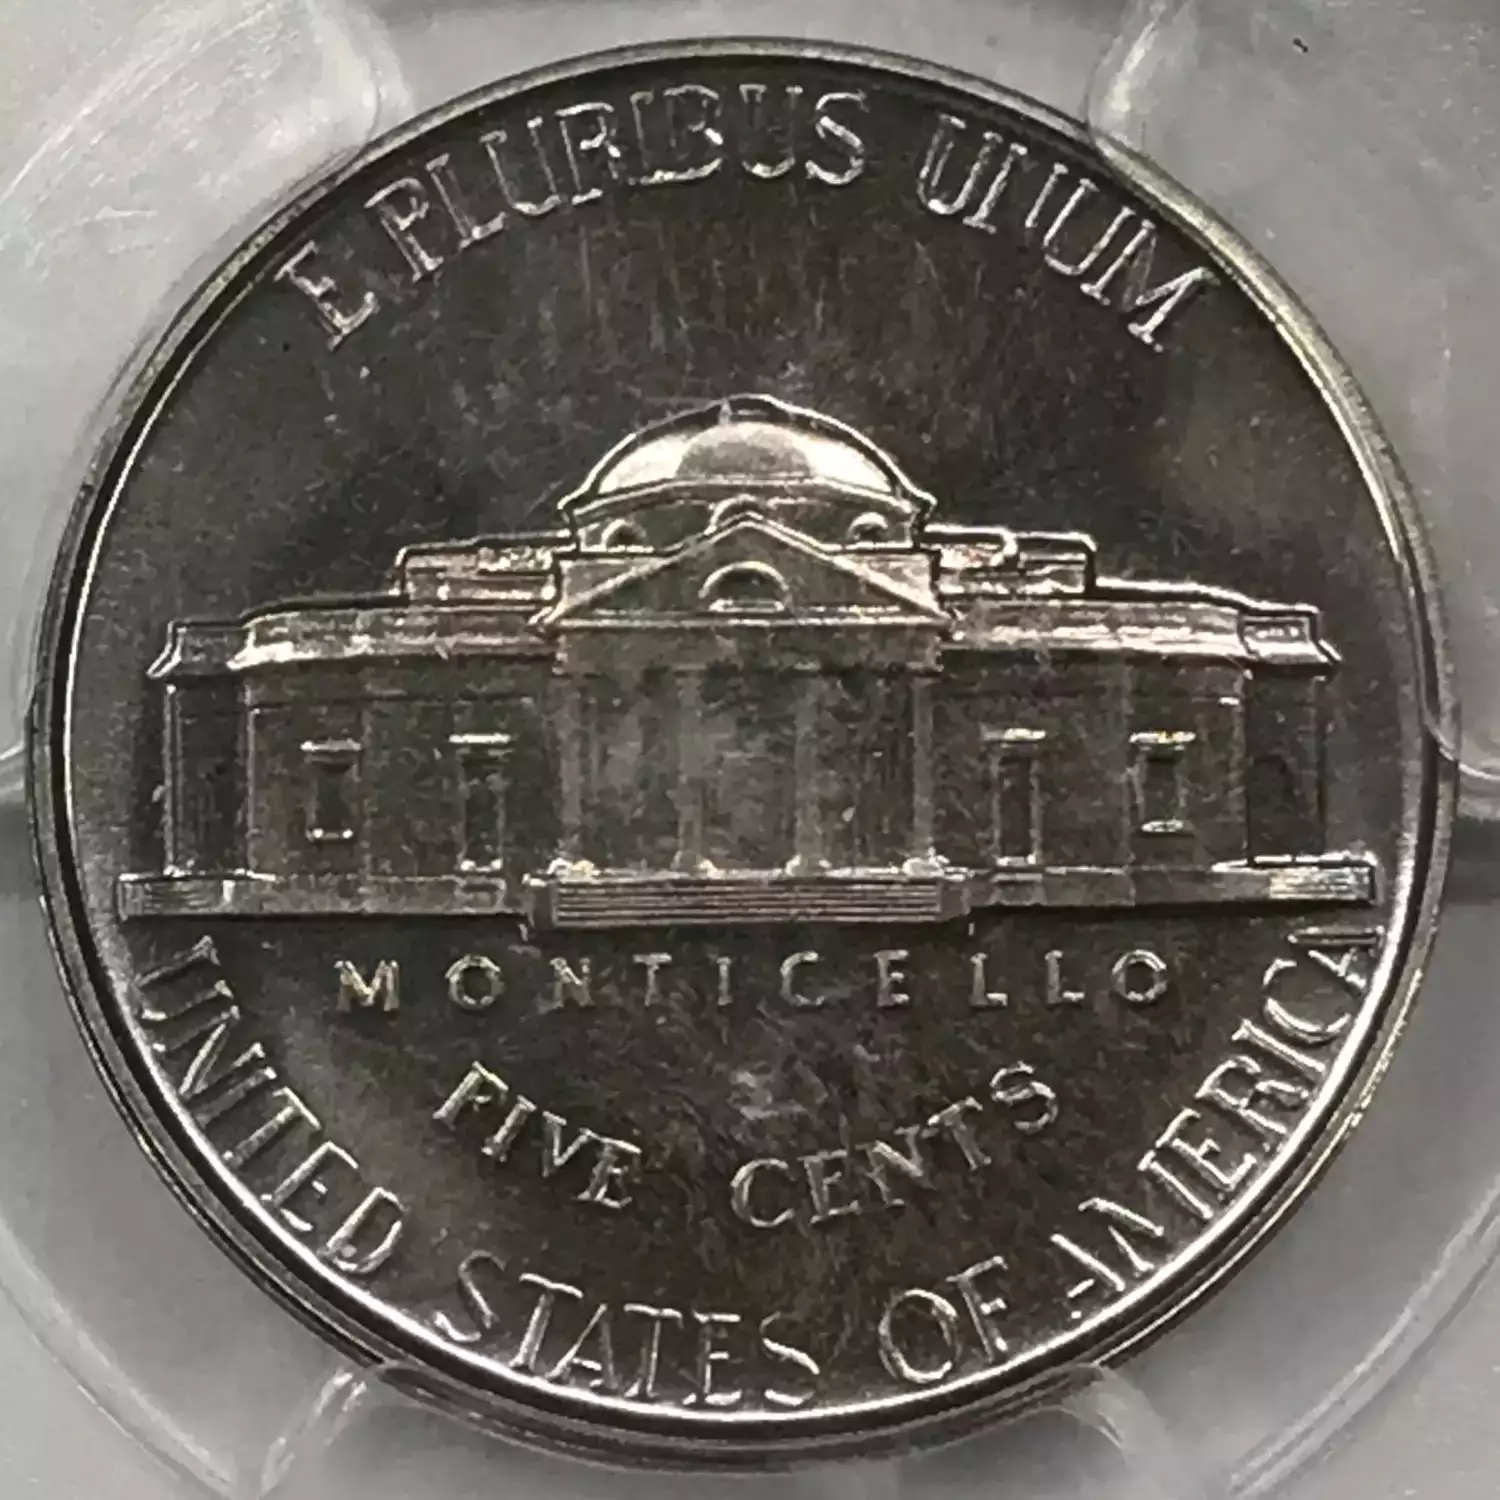 E PLURIBUS UNUM
MONTICELLO
FIVE CENTS
UNITED STATES OF AMERICA